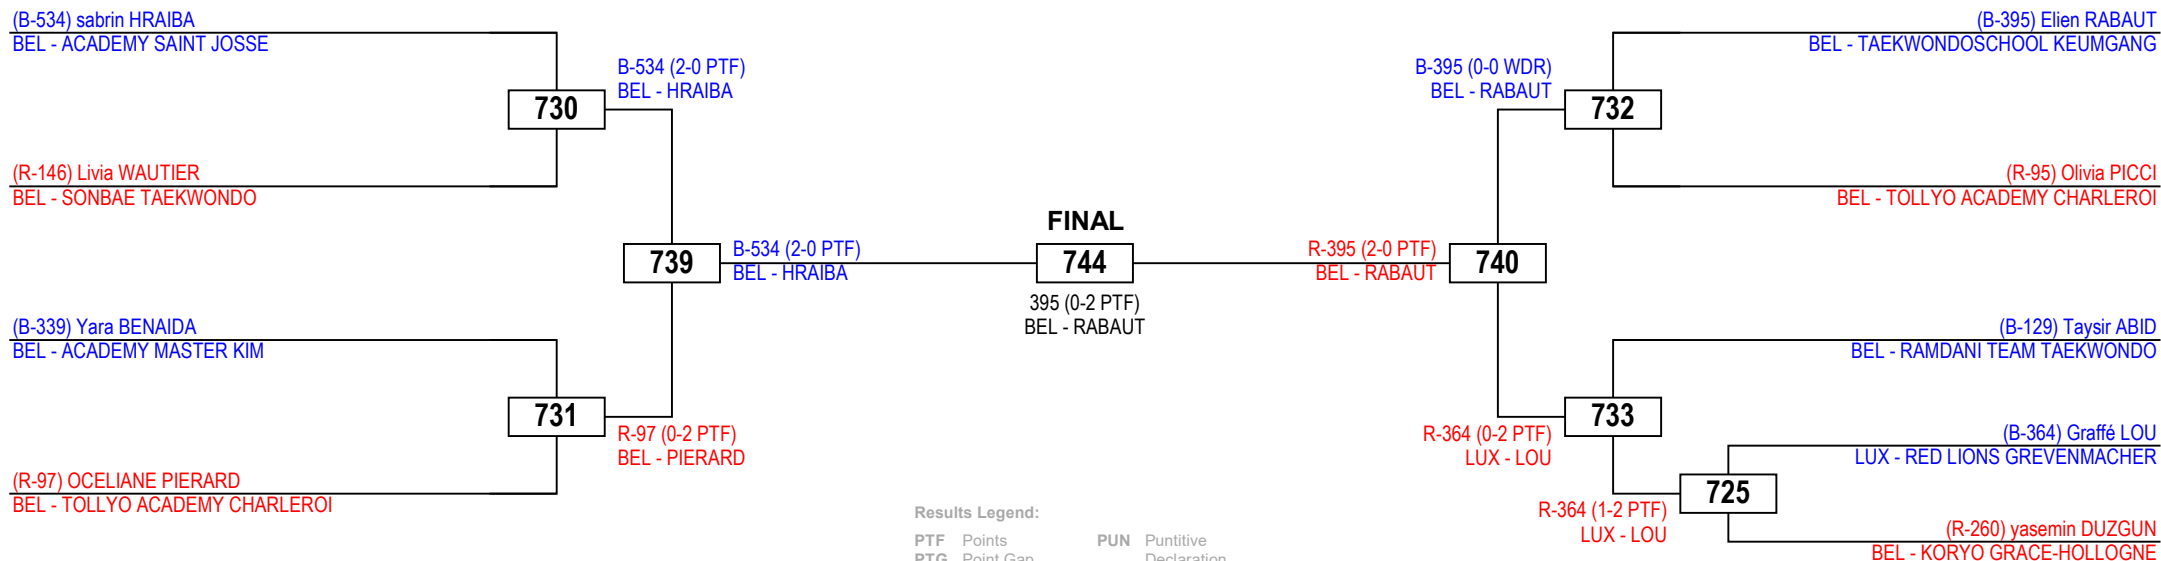 (B-534) sabrin HRAIBA
BEL - ACADEMY SAINT JOSSE
B-534 (2-0 PTF)
BEL - HRAIBA
730
(R-146) Livia WAUTIER
BEL - SONBAE TAEKWONDO
739
B-534 (2-0 PTF)
BEL - HRAIBA
(B-339) Yara BENAIDA
BEL - ACADEMY MASTER KIM
731
R-97 (0-2 PTF)
BEL - PIERARD
(R-97) OCELIANE PIERARD
BEL - TOLLYO ACADEMY CHARLEROI
FINAL
744
395 (0-2 PTF)
BEL - RABAUT
(B-395) Elien RABAUT
BEL - TAEKWONDOSCHOOL KEUMGANG
B-395 (0-0 WDR)
BEL - RABAUT
732
(R-95) Olivia PICCI
BEL - TOLLYO ACADEMY CHARLEROI
R-395 (2-0 PTF)
BEL - RABAUT
740
(B-129) Taysir ABID
BEL - RAMDANI TEAM TAEKWONDO
733
R-364 (0-2 PTF)
LUX - LOU
(B-364) Graffé LOU
LUX - RED LIONS GREVENMACHER
725
R-364 (1-2 PTF)
LUX - LOU
(R-260) yasemin DUZGUN
BEL - KORYO GRACE-HOLLOGNE
Results Legend:
PTF Points PUN Puntitive
PTG Point Gap Declaration